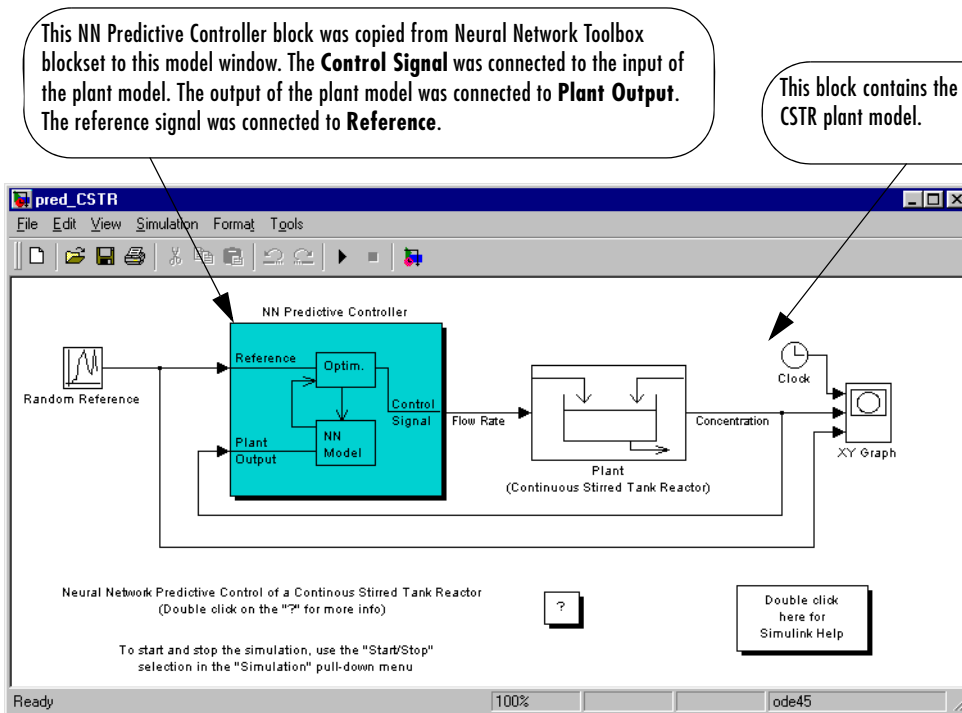 This NN Predictive Controller block was copied from Neural Network Toolbox
blockset to this model window. The Control Signal was connected to the input of
the plant model. The output of the plant model was connected to Plant Output.
The reference signal was connected to Reference.
This block contains the
CSTR plant model.
pred_CSTR
File Edit View Simulation Format Tools
NN Predictive Controller
Reference
Optim.
Control
Signal
Plant
Output
NN
Model
Random Reference
Flow Rate
Plant
(Continuous Stirred Tank Reactor)
Concentration
Clock
XY Graph
Neural Network Predictive Control of a Continous Stirred Tank Reactor
(Double click on the "?" for more info)
To start and stop the simulation, use the "Start/Stop"
selection in the "Simulation" pull-down menu
?
Double click
here for
Simulink Help
Ready 100% ode45